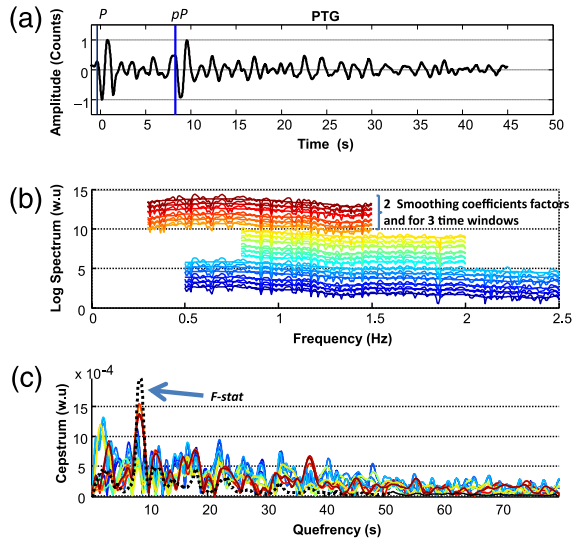 (a)
P pP PTG
Amplitude (Counts)
1
0
−1
0 5 10 15 20 25 30 35 40 45 50
Time (s)
(b)
Log Spectrum (w.u)
15
10
5
0
2 Smoothing coefficients factors
and for 3 time windows
0 0.5 1 1.5 2 2.5
Frequency (Hz)
(c)
x 10⁻⁴
Cepstrum (w.u)
15
10
5
0
F-stat
10 20 30 40 50 60 70
Quefrency (s)